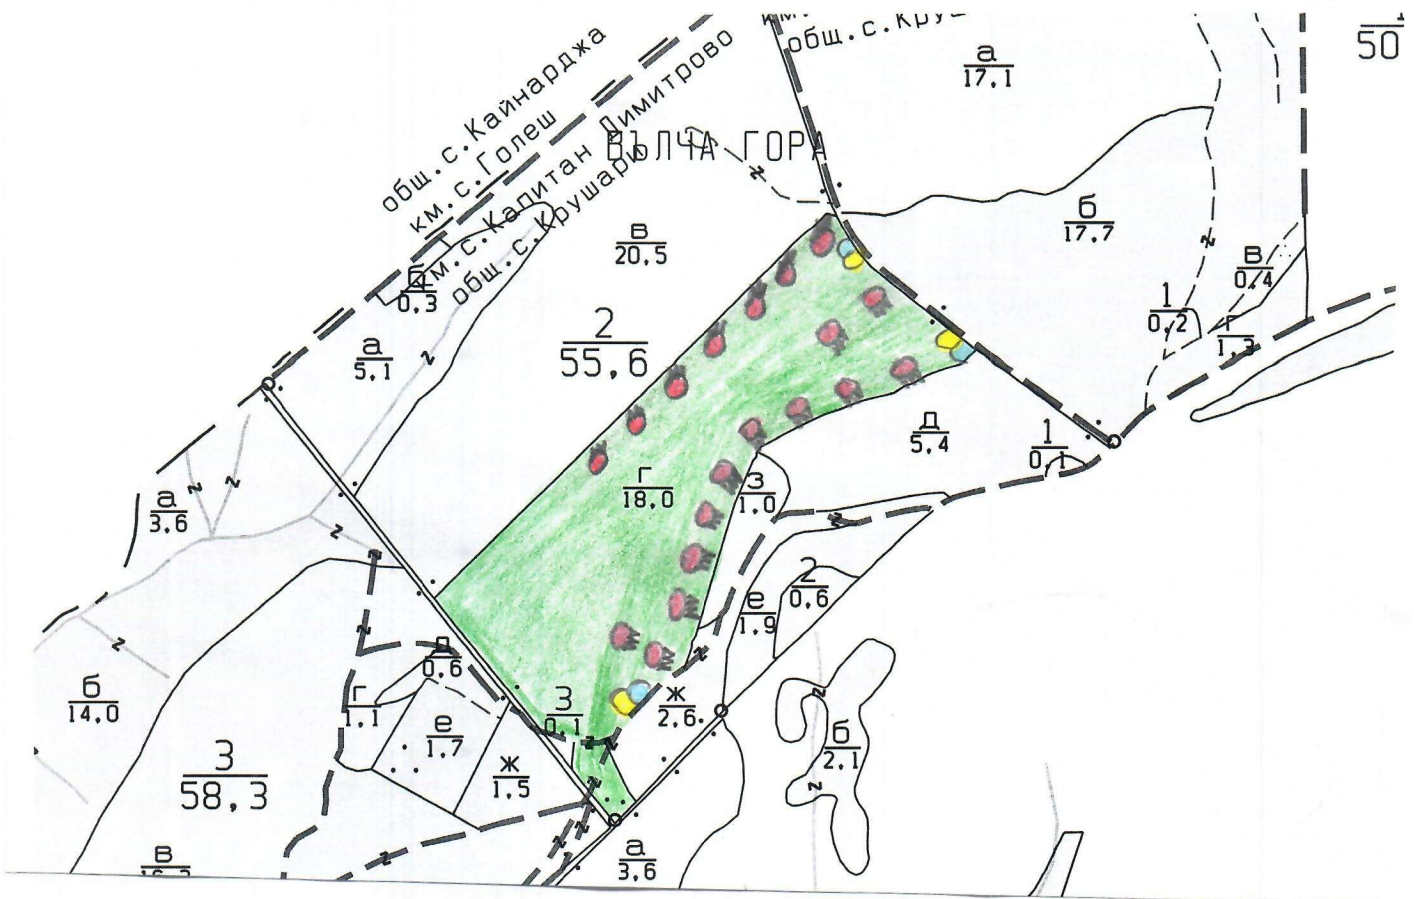 общ.с.Кайнарджа
км.с.Голеш
км.с.Капитан Димитрово
общ.с.Крушари
общ.с.Круш
ВЪЛЧА ГОРА
50
а
17,1
б
17,7
в
20,5
в
0,4
1
0,2
г
1,3
0,3
а
5,1
2
55,6
д
5,4
1
0,1
г
18,0
з
1,0
а
3,6
2
0,6
е
1,9
д
0,6
б
14,0
г
1,1
е
1,7
3
0,1
ж
2,6
б
2,1
3
58,3
ж
1,5
в
а
3,6